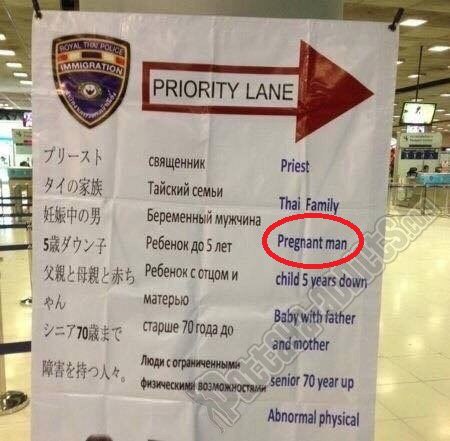 ROYAL THAI POLICE
IMMIGRATION
PRIORITY LANE
プリースト
タイの家族
妊娠中の男
5歳ダウン子
父親と母親と赤ち
ゃん
シニア70歳まで
障害を持つ人々。
священник
Тайский семьи
Беременный мужчина
Ребенок до 5 лет
Ребенок с отцом и
матерью
старше 70 года до
Люди с ограниченными
физическими возможностями
Priest
Thai Family
Pregnant man
child 5 years down
Baby with father
and mother
senior 70 year up
Abnormal physical